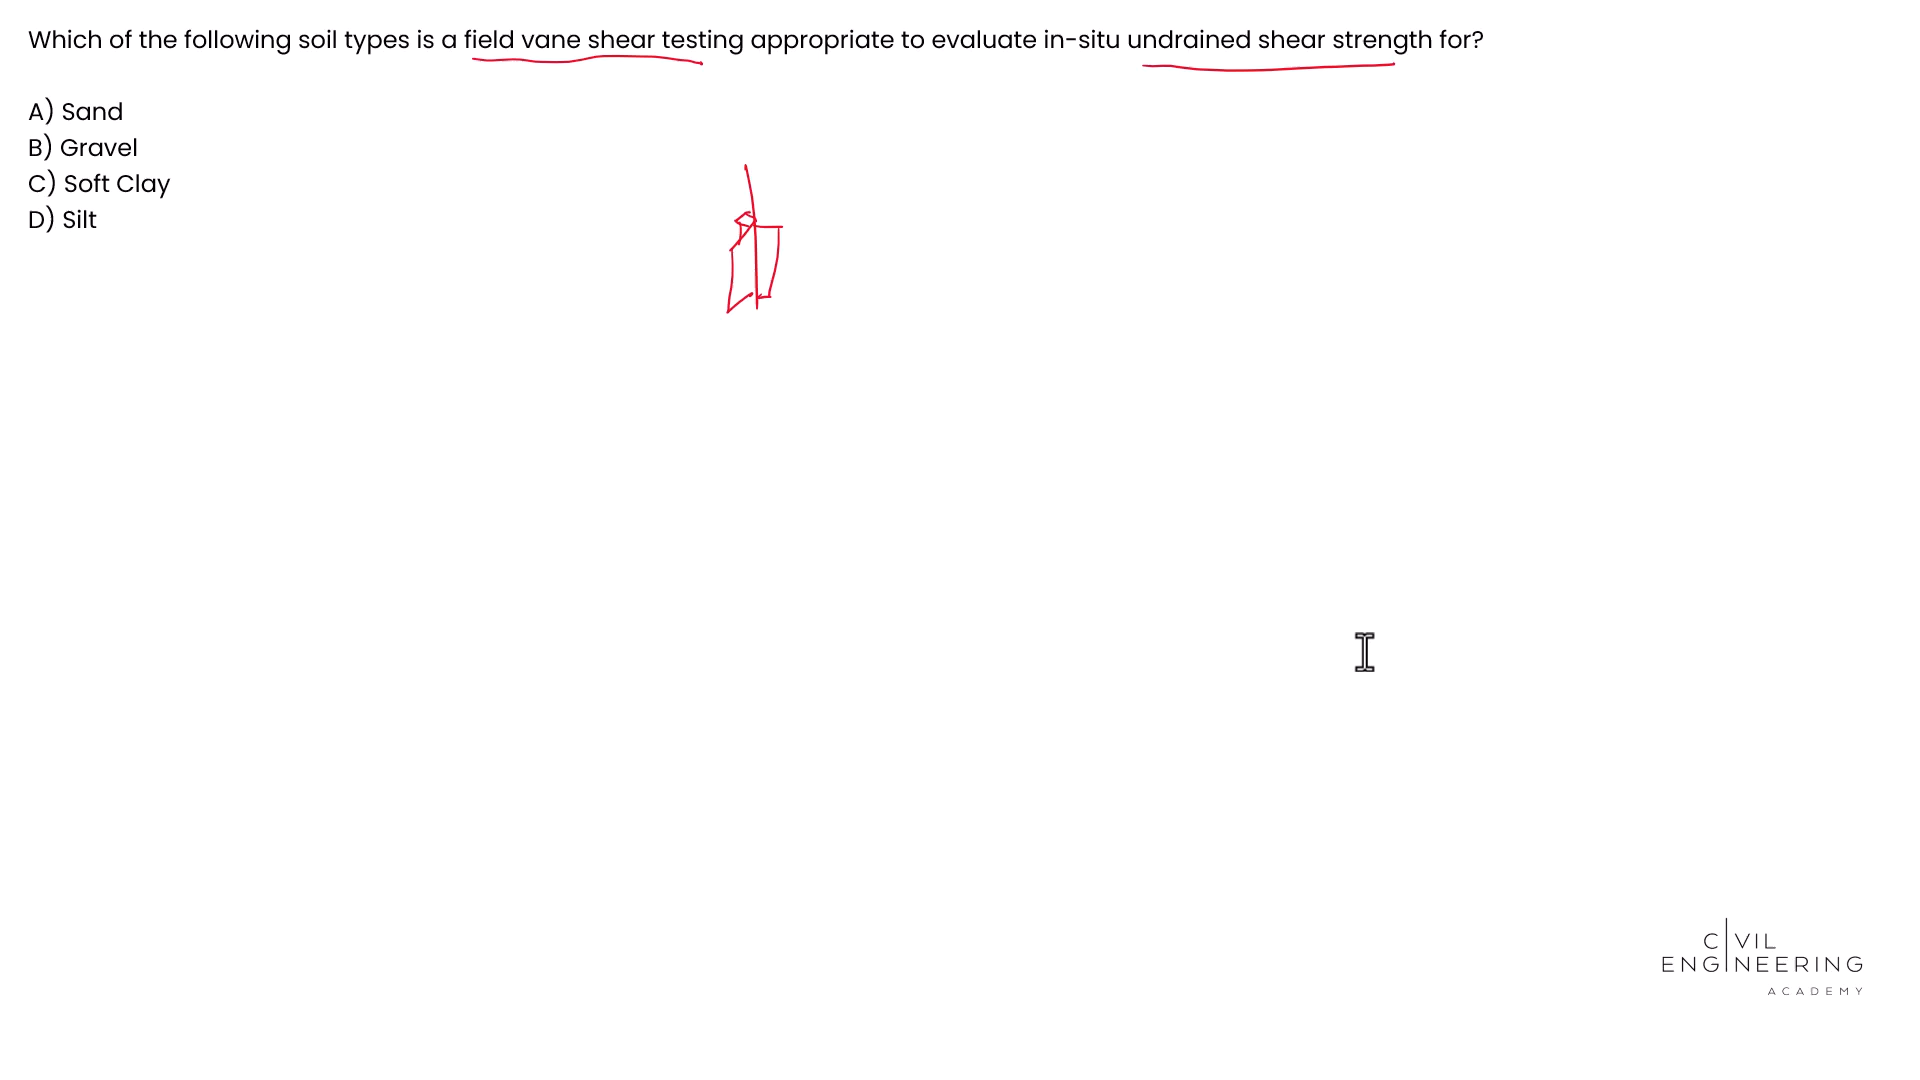 Which of the following soil types is a field vane shear testing appropriate to evaluate in-situ undrained shear strength for?
A) Sand
B) Gravel
C) Soft Clay
D) Silt
CIVIL
ENGINEERING
ACADEMY